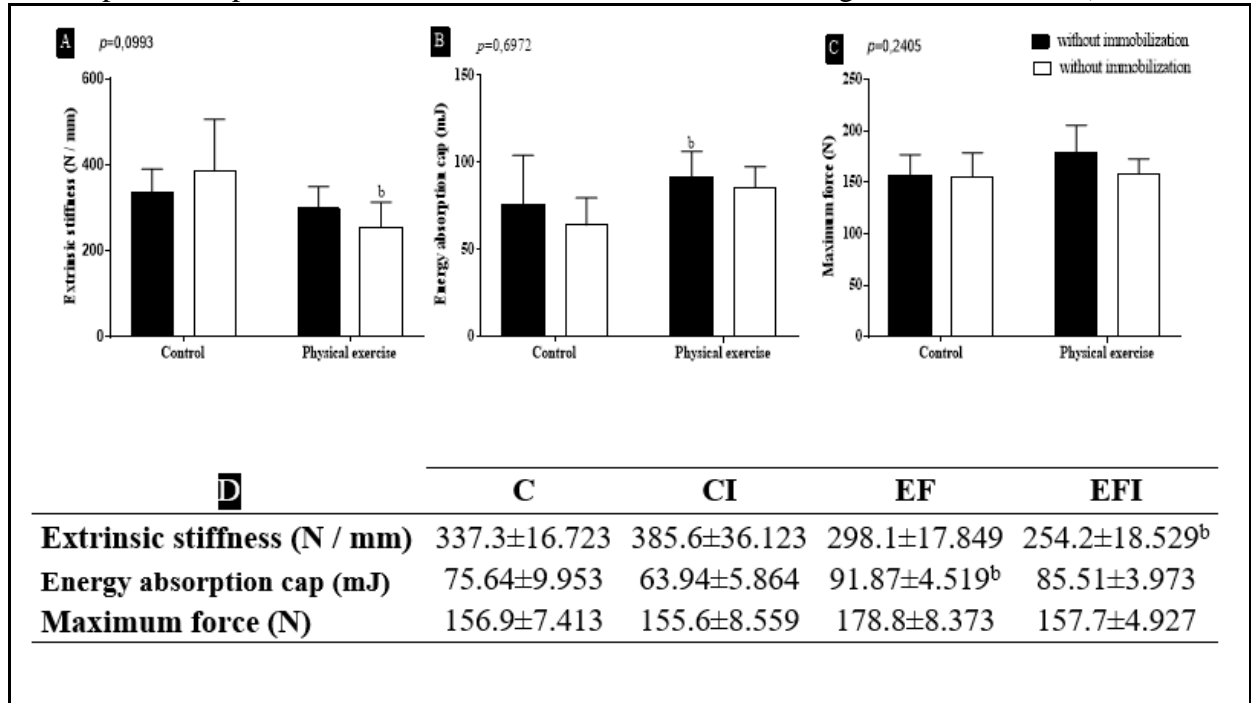 A p=0,0993
Extrinsic stiffness (N / mm)
600
400
200
0
b
Control Physical exercise
B p=0,6972
Energy absorption cap (mJ)
150
100
50
0
b
Control Physical exercise
C p=0,2405
without immobilization
without immobilization
Maximum force (N)
250
200
150
100
50
0
Control Physical exercise
D C CI EF EFI
Extrinsic stiffness (N / mm) 337.3±16.723 385.6±36.123 298.1±17.849 254.2±18.529ᵇ
Energy absorption cap (mJ) 75.64±9.953 63.94±5.864 91.87±4.519ᵇ 85.51±3.973
Maximum force (N) 156.9±7.413 155.6±8.559 178.8±8.373 157.7±4.927